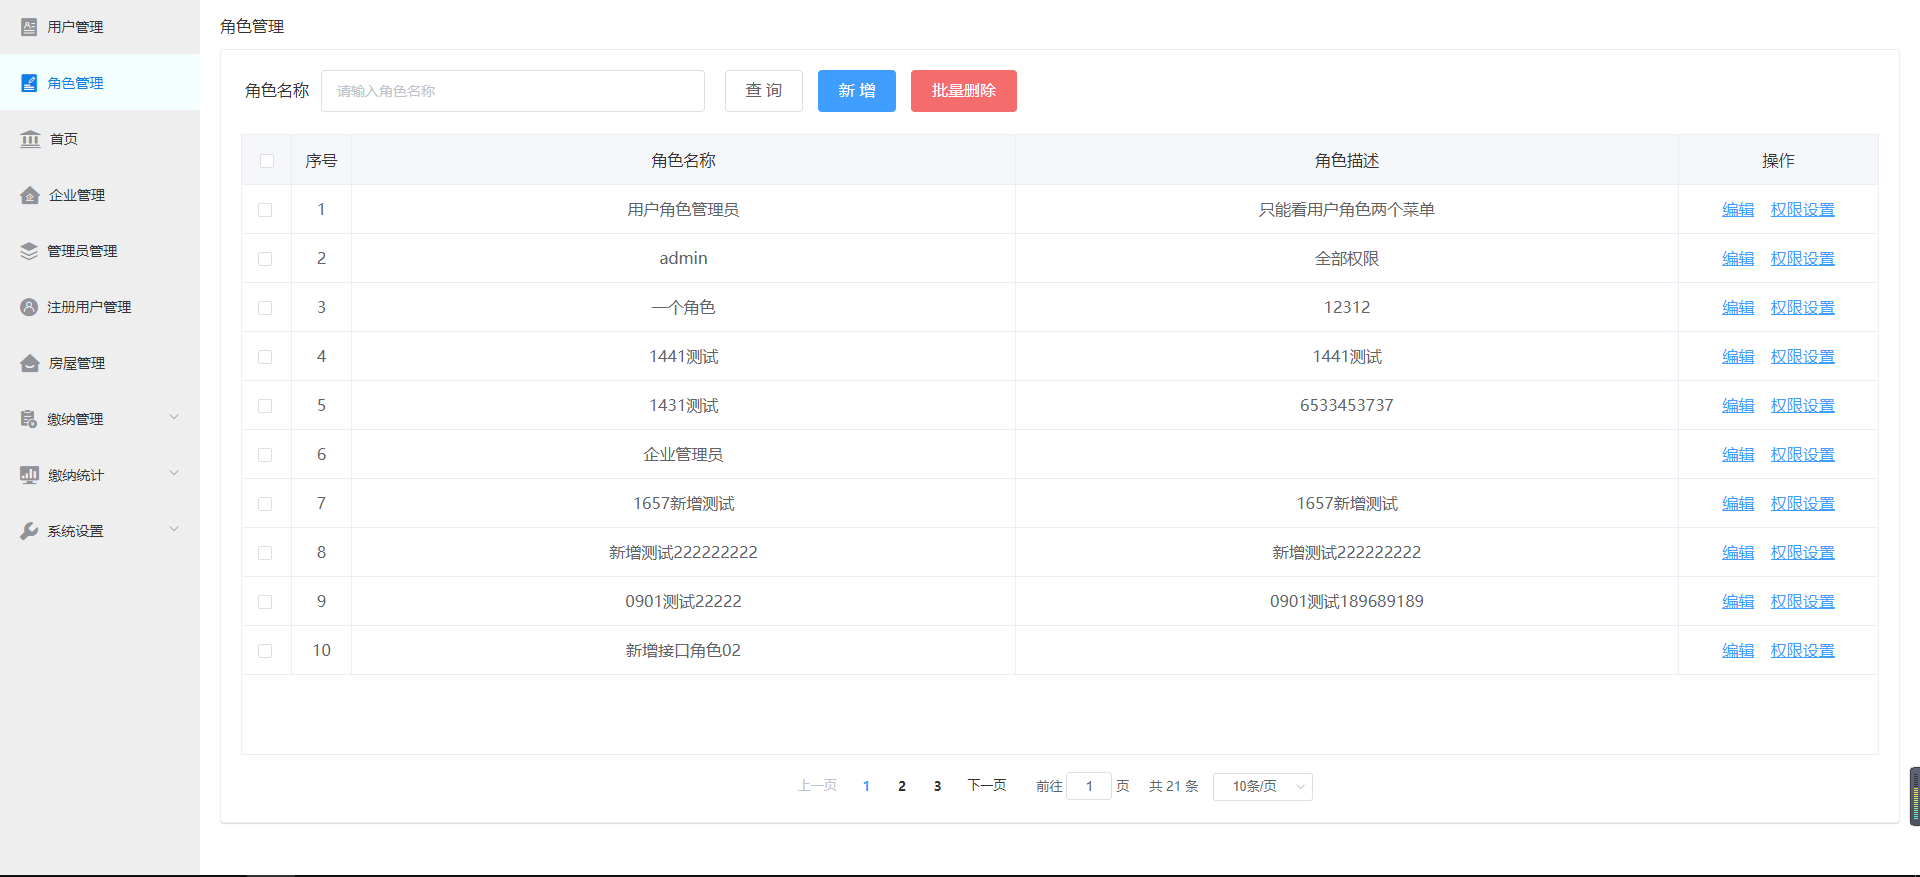 用户管理
角色管理
首页
企业管理
管理员管理
注册用户管理
房屋管理
缴纳管理
缴纳统计
系统设置
角色管理
角色名称 请输入角色名称 查 询 新 增 批量删除
序号 角色名称 角色描述 操作
1 用户角色管理员 只能看用户角色两个菜单 编辑 权限设置
2 admin 全部权限 编辑 权限设置
3 一个角色 12312 编辑 权限设置
4 1441测试 1441测试 编辑 权限设置
5 1431测试 6533453737 编辑 权限设置
6 企业管理员 编辑 权限设置
7 1657新增测试 1657新增测试 编辑 权限设置
8 新增测试222222222 新增测试222222222 编辑 权限设置
9 0901测试22222 0901测试189689189 编辑 权限设置
10 新增接口角色02 编辑 权限设置
上一页 1 2 3 下一页 前往 1 页 共 21 条 10条/页